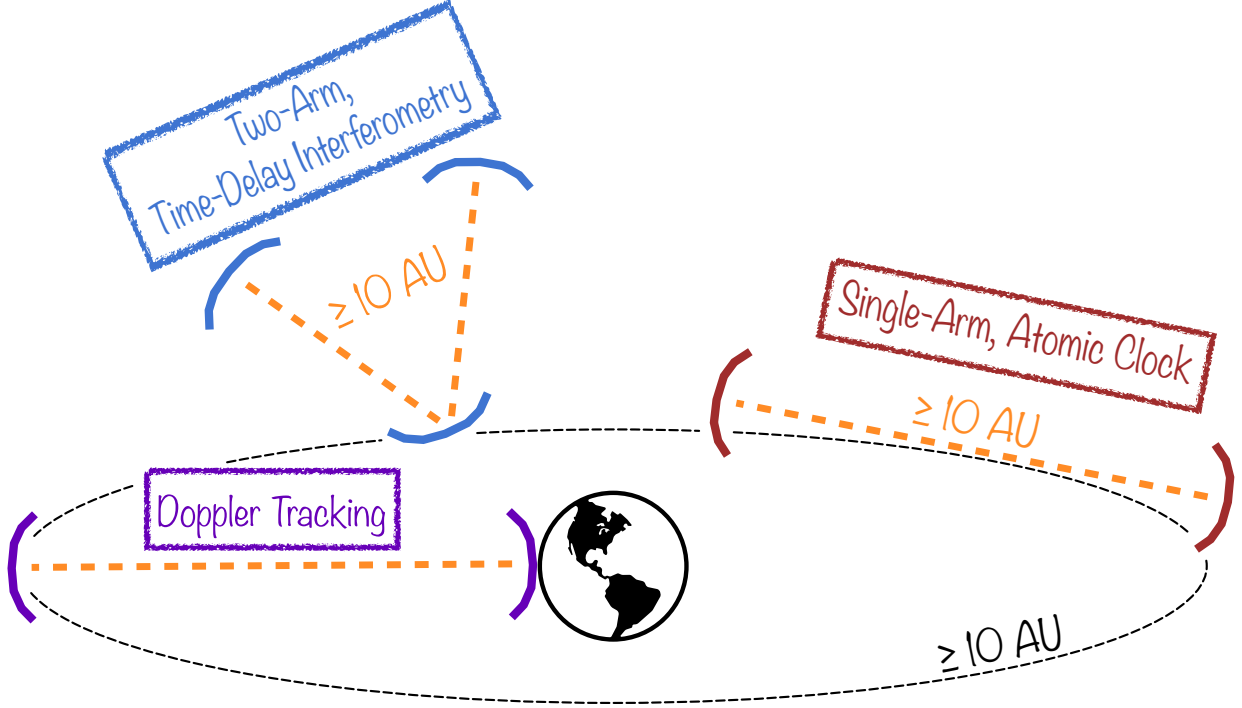 Two-Arm,
Time-Delay Interferometry
≥ 10 AU
Single-Arm, Atomic Clock
≥ 10 AU
Doppler Tracking
≥ 10 AU